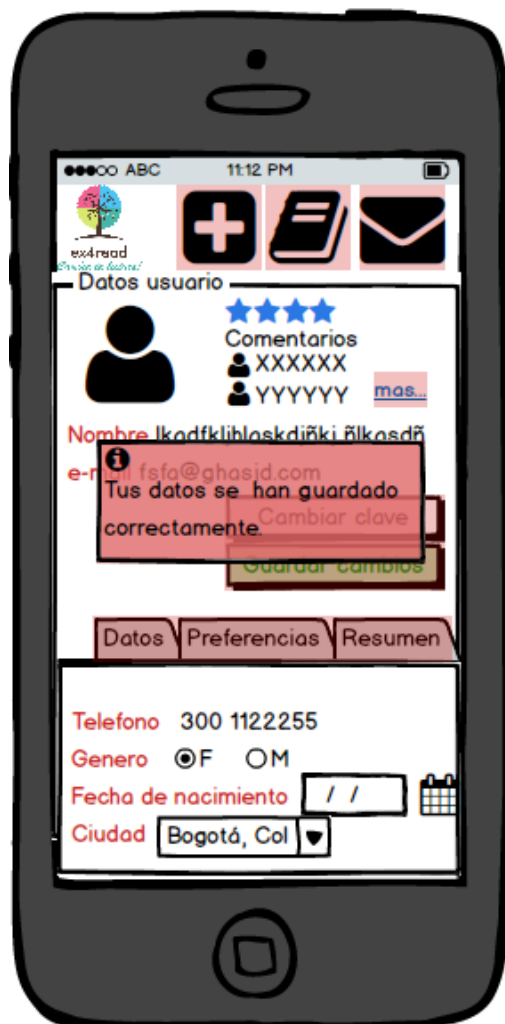 ABC 11:12 PM
ex4read
Datos usuario
Comentarios
XXXXXX
YYYYYY mas...
Nombre
e-mail fsfa@ghasjd.com
Tus datos se han guardado
correctamente.
Cambiar clave
Guardar cambios
Datos Preferencias Resumen
Telefono 300 1122255
Genero F M
Fecha de nacimiento / /
Ciudad Bogotá, Col